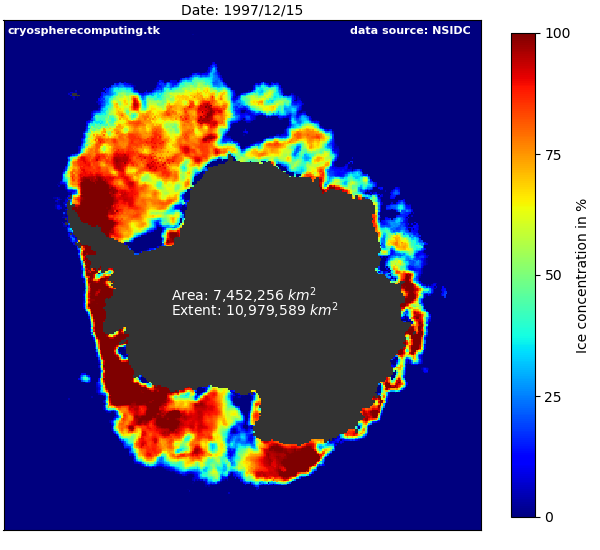 Date: 1997/12/15
cryospherecomputing.tk
data source: NSIDC
Area: 7,452,256 km²
Extent: 10,979,589 km²
100
75
50
25
0
Ice concentration in %